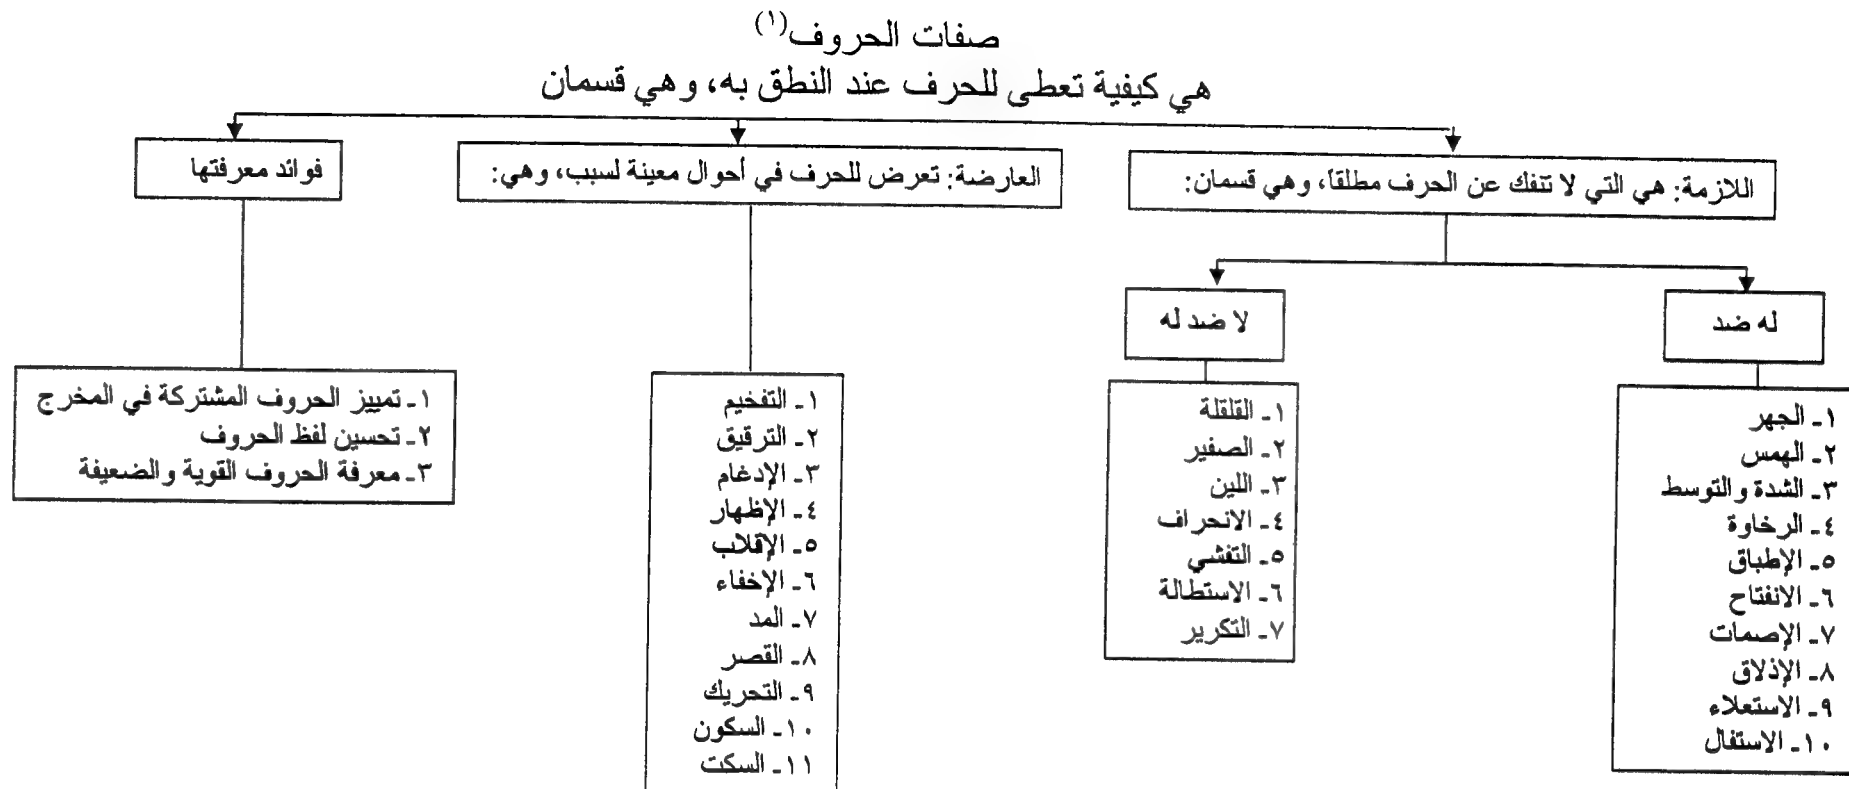 صفات الحروف(١)
هي كيفية تعطى للحرف عند النطق به، وهي قسمان
اللازمة: هي التي لا تنفك عن الحرف مطلقا، وهي قسمان:
له ضد
١ـ الجهر
٢ـ الهمس
٣ـ الشدة والتوسط
٤ـ الرخاوة
٥ـ الإطباق
٦ـ الانفتاح
٧ـ الإصمات
٨ـ الإذلاق
٩ـ الاستعلاء
١٠ـ الاستفال
لا ضد له
١ـ القلقلة
٢ـ الصفير
٣ـ اللين
٤ـ الانحراف
٥ـ التفشي
٦ـ الاستطالة
٧ـ التكرير
العارضة: تعرض للحرف في أحوال معينة لسبب، وهي:
١ـ التفخيم
٢ـ الترقيق
٣ـ الإدغام
٤ـ الإظهار
٥ـ الإقلاب
٦ـ الإخفاء
٧ـ المد
٨ـ القصر
٩ـ التحريك
١٠ـ السكون
١١ـ السكت
فوائد معرفتها
١ـ تمييز الحروف المشتركة في المخرج
٢ـ تحسين لفظ الحروف
٣ـ معرفة الحروف القوية والضعيفة